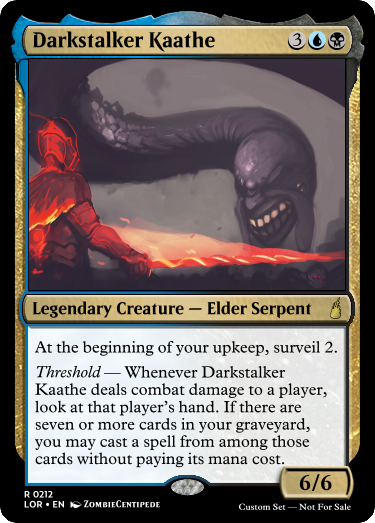 Darkstalker Kaathe 3
Legendary Creature — Elder Serpent
At the beginning of your upkeep, surveil 2.
Threshold — Whenever Darkstalker
Kaathe deals combat damage to a player,
look at that player's hand. If there are
seven or more cards in your graveyard,
you may cast a spell from among those
cards without paying its mana cost.
6/6
R 0212
LOR • EN ZombieCentipede
Custom Set — Not For Sale